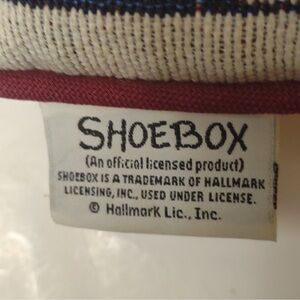 SHOEBOX
(An official licensed product)
SHOEBOX IS A TRADEMARK OF HALLMARK
LICENSING, INC., USED UNDER LICENSE.
© Hallmark Lic., Inc.